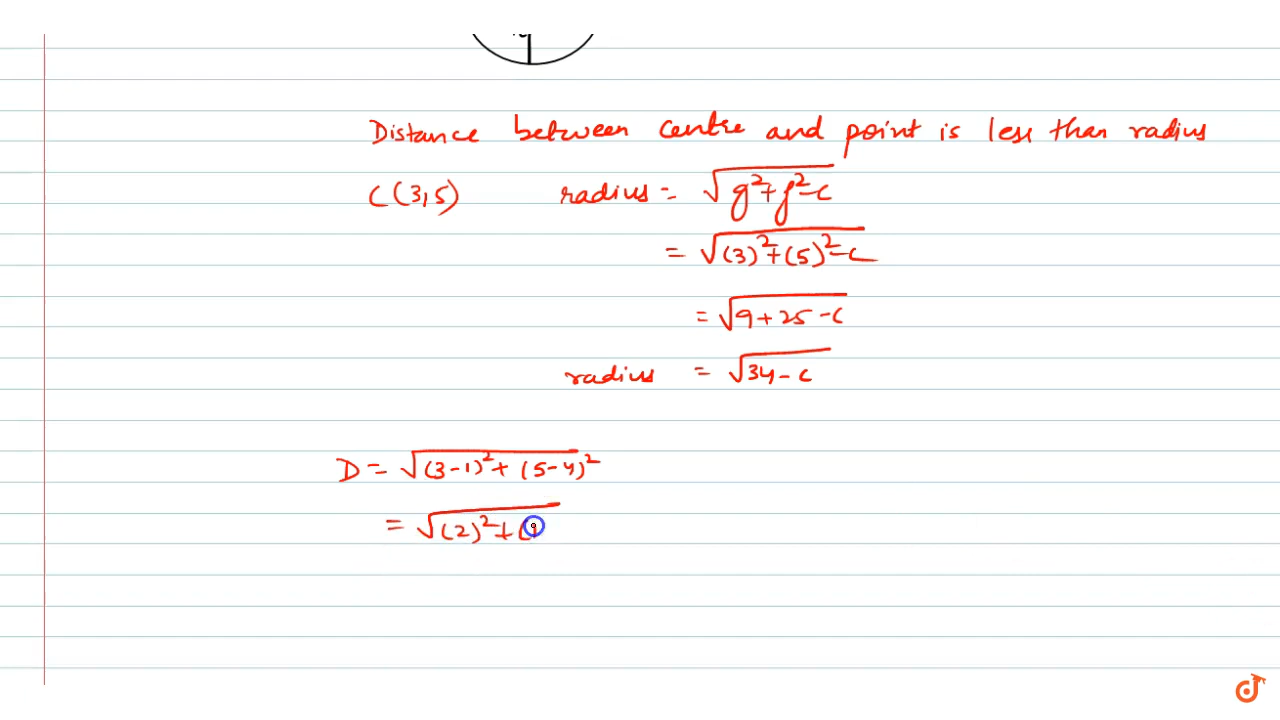 Distance between centre and point is less than radius
C(3,5) radius = √g²+f²-c
= √(3)²+(5)²-c
= √9+25-c
radius = √34-c
D = √(3-1)²+(5-4)²
= √(2)²+(1